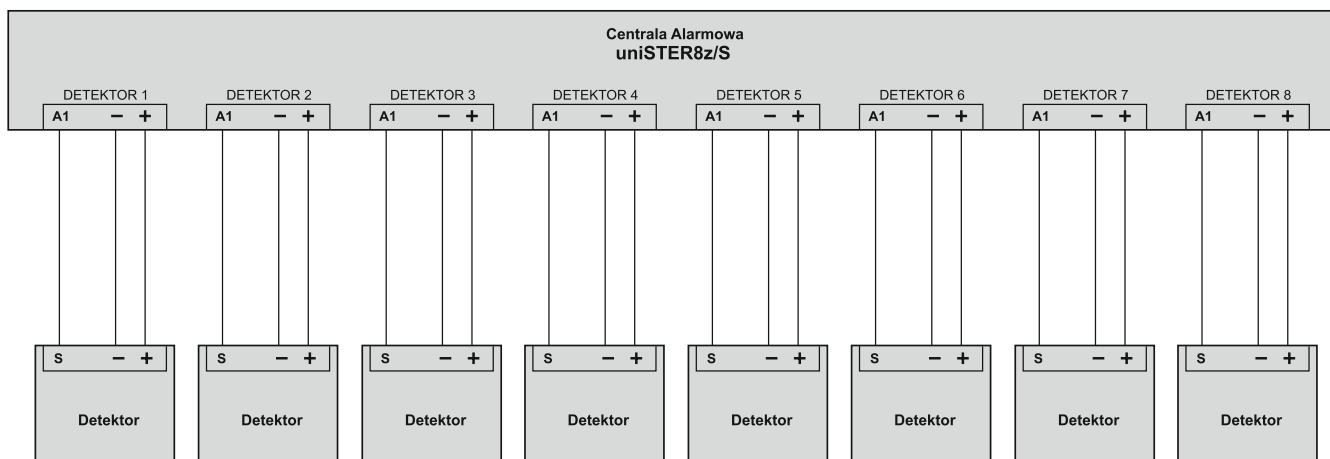 Centrala Alarmowa
uniSTER8z/S
DETEKTOR 1 DETEKTOR 2 DETEKTOR 3 DETEKTOR 4 DETEKTOR 5 DETEKTOR 6 DETEKTOR 7 DETEKTOR 8
A1 − + A1 − + A1 − + A1 − + A1 − + A1 − + A1 − + A1 − +
S − + S − + S − + S − + S − + S − + S − + S − +
Detektor Detektor Detektor Detektor Detektor Detektor Detektor Detektor